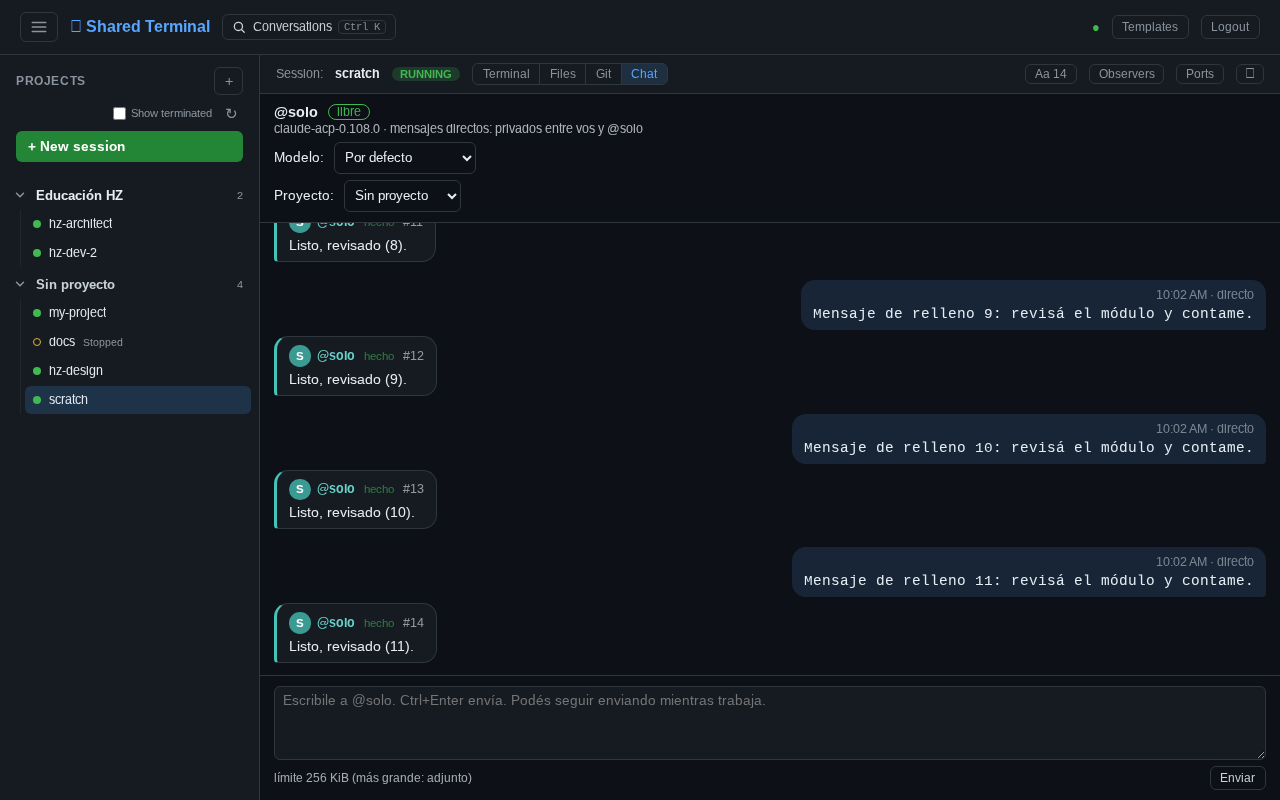 Shared Terminal
Conversations Ctrl K
Templates
Logout
PROJECTS
+
Show terminated ↻
+ New session
Educación HZ 2
hz-architect
hz-dev-2
Sin proyecto 4
my-project
docs Stopped
hz-design
scratch
Session: scratch RUNNING
Terminal Files Git Chat
Aa 14
Observers
Ports
@solo libre
claude-acp-0.108.0 · mensajes directos: privados entre vos y @solo
Modelo: Por defecto
Proyecto: Sin proyecto
S @solo hecho #11
Listo, revisado (8).
10:02 AM · directo
Mensaje de relleno 9: revisá el módulo y contame.
S @solo hecho #12
Listo, revisado (9).
10:02 AM · directo
Mensaje de relleno 10: revisá el módulo y contame.
S @solo hecho #13
Listo, revisado (10).
10:02 AM · directo
Mensaje de relleno 11: revisá el módulo y contame.
S @solo hecho #14
Listo, revisado (11).
Escribile a @solo. Ctrl+Enter envía. Podés seguir enviando mientras trabaja.
límite 256 KiB (más grande: adjunto)
Enviar